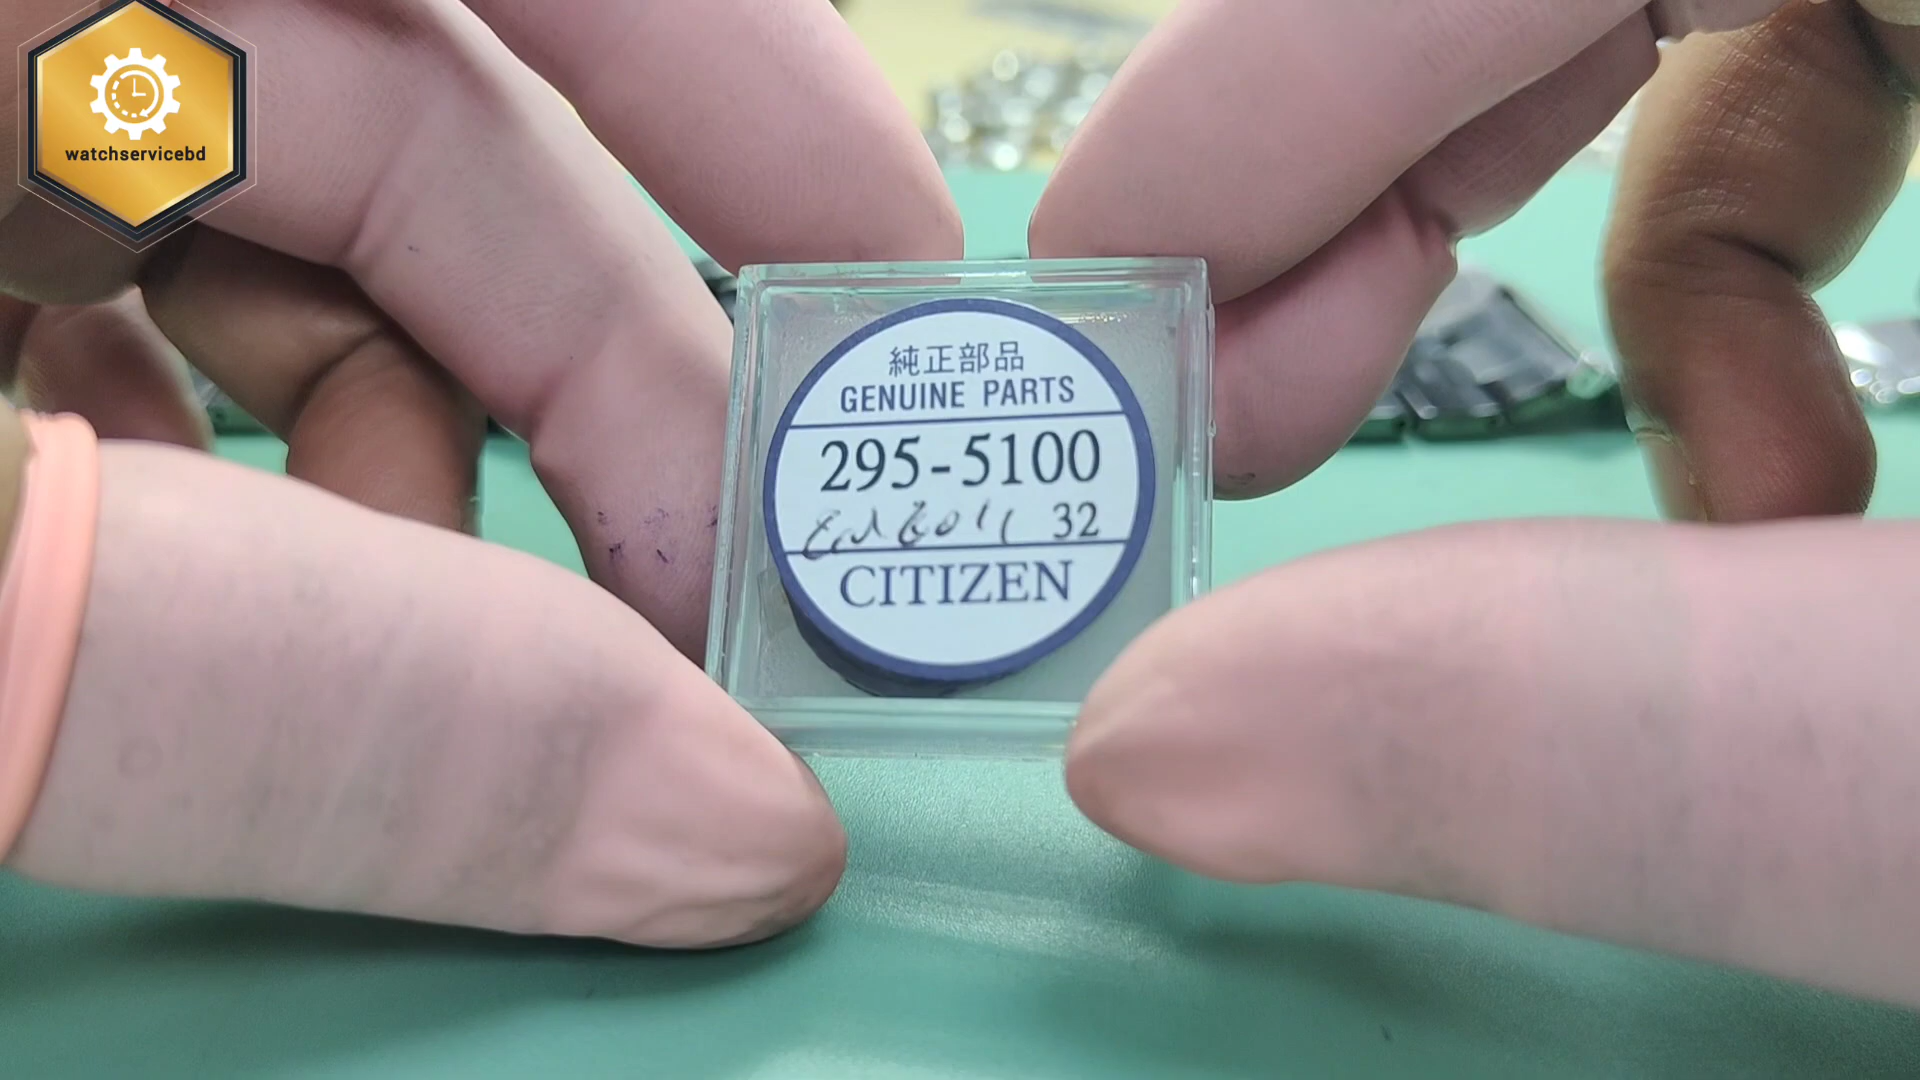 watchservicebd
純正部品
GENUINE PARTS
295-5100
32
CITIZEN